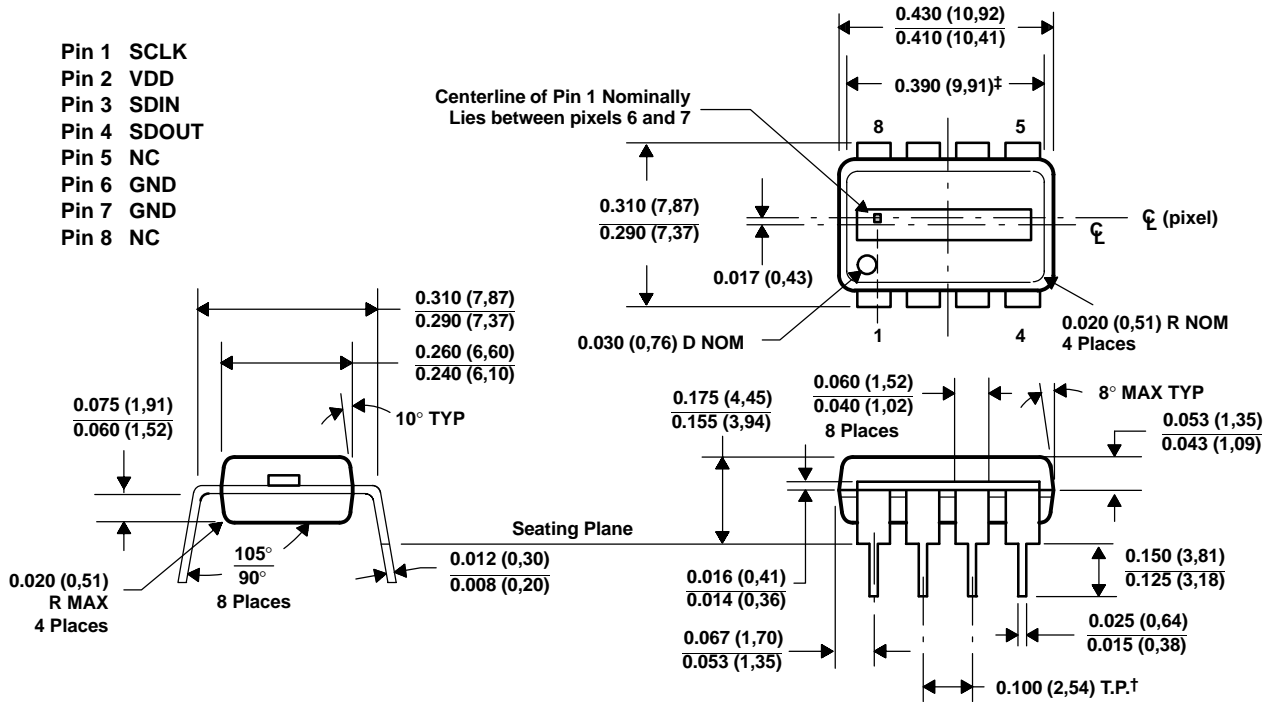 Pin 1 SCLK
Pin 2 VDD
Pin 3 SDIN
Pin 4 SDOUT
Pin 5 NC
Pin 6 GND
Pin 7 GND
Pin 8 NC
0.430 (10,92)
0.410 (10,41)
0.390 (9,91)‡
Centerline of Pin 1 Nominally
Lies between pixels 6 and 7
8
5
0.310 (7,87)
0.290 (7,37)
℄ (pixel)
℄
0.017 (0,43)
0.030 (0,76) D NOM
1
4
0.020 (0,51) R NOM
4 Places
0.310 (7,87)
0.290 (7,37)
0.260 (6,60)
0.240 (6,10)
0.075 (1,91)
0.060 (1,52)
10° TYP
105°
90°
8 Places
0.020 (0,51)
R MAX
4 Places
0.012 (0,30)
0.008 (0,20)
Seating Plane
0.175 (4,45)
0.155 (3,94)
0.060 (1,52)
0.040 (1,02)
8 Places
8° MAX TYP
0.053 (1,35)
0.043 (1,09)
0.016 (0,41)
0.014 (0,36)
0.150 (3,81)
0.125 (3,18)
0.067 (1,70)
0.053 (1,35)
0.025 (0,64)
0.015 (0,38)
0.100 (2,54) T.P.†